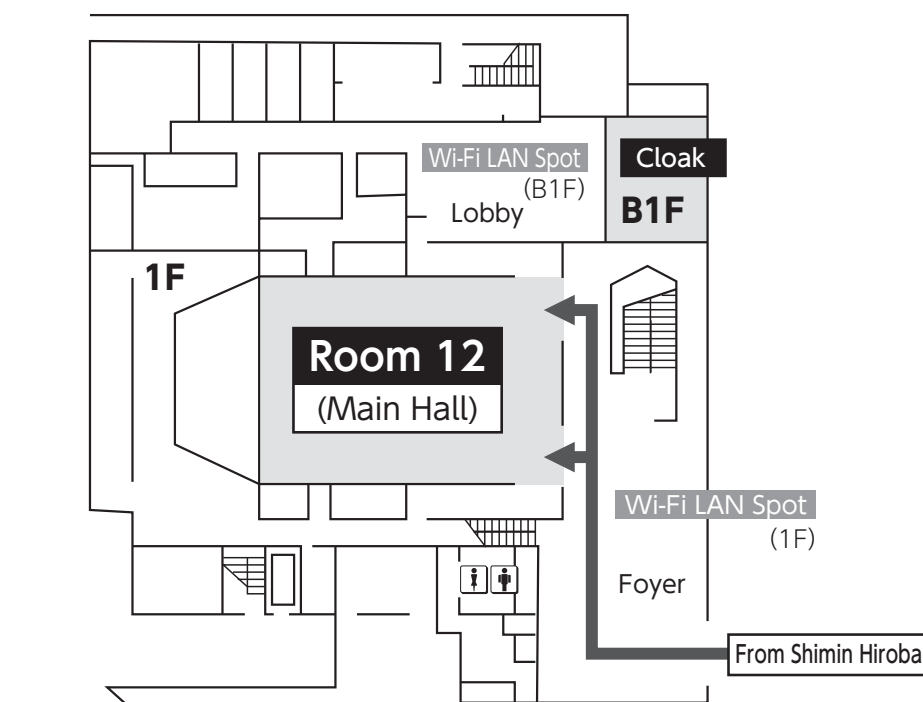 Wi-Fi LAN Spot
(B1F)
Lobby
Cloak
B1F
1F
Room 12
(Main Hall)
Wi-Fi LAN Spot
(1F)
Foyer
From Shimin Hiroba